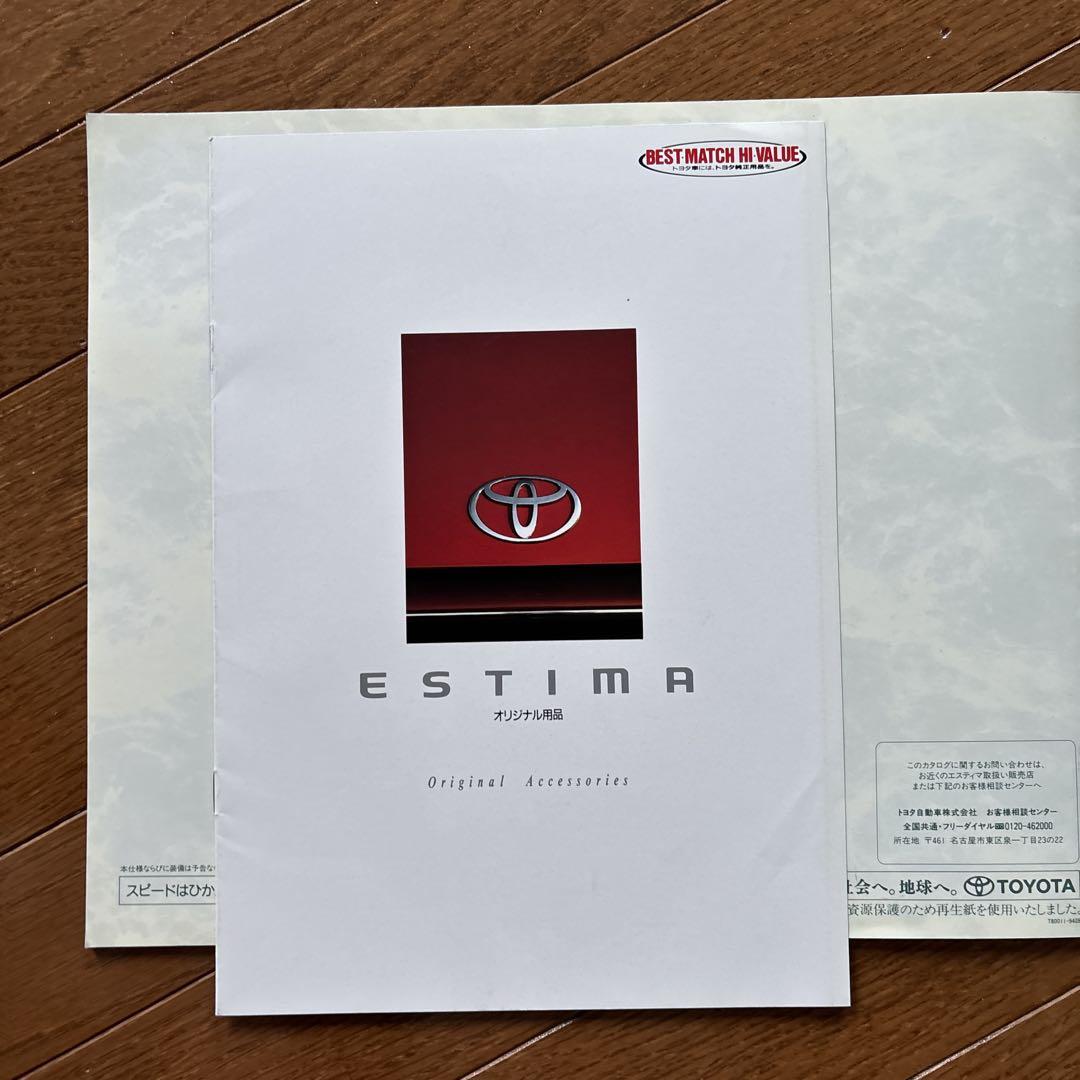 BEST·MATCH HI·VALUE
トヨタ車には、トヨタ純正用品を。
ESTIMA
オリジナル用品
Original Accessories
このカタログに関するお問い合わせは、
お近くのエスティマ取扱い販売店
または下記のお客様相談センターへ
トヨタ自動車株式会社 お客様相談センター
全国共通・フリーダイヤル 0120-462000
所在地 〒461 名古屋市東区泉一丁目23の22
本仕様ならびに装備は予告な
スピードはひか
社会へ。地球へ。 TOYOTA
資源保護のため再生紙を使用いたしました。